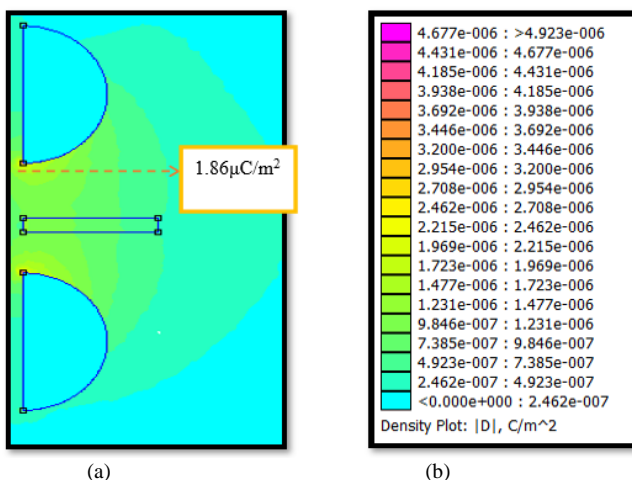 1.86µC/m²
4.677e-006 : >4.923e-006
4.431e-006 : 4.677e-006
4.185e-006 : 4.431e-006
3.938e-006 : 4.185e-006
3.692e-006 : 3.938e-006
3.446e-006 : 3.692e-006
3.200e-006 : 3.446e-006
2.954e-006 : 3.200e-006
2.708e-006 : 2.954e-006
2.462e-006 : 2.708e-006
2.215e-006 : 2.462e-006
1.969e-006 : 2.215e-006
1.723e-006 : 1.969e-006
1.477e-006 : 1.723e-006
1.231e-006 : 1.477e-006
9.846e-007 : 1.231e-006
7.385e-007 : 9.846e-007
4.923e-007 : 7.385e-007
2.462e-007 : 4.923e-007
<0.000e+000 : 2.462e-007
Density Plot: |D|, C/m^2
(a)
(b)